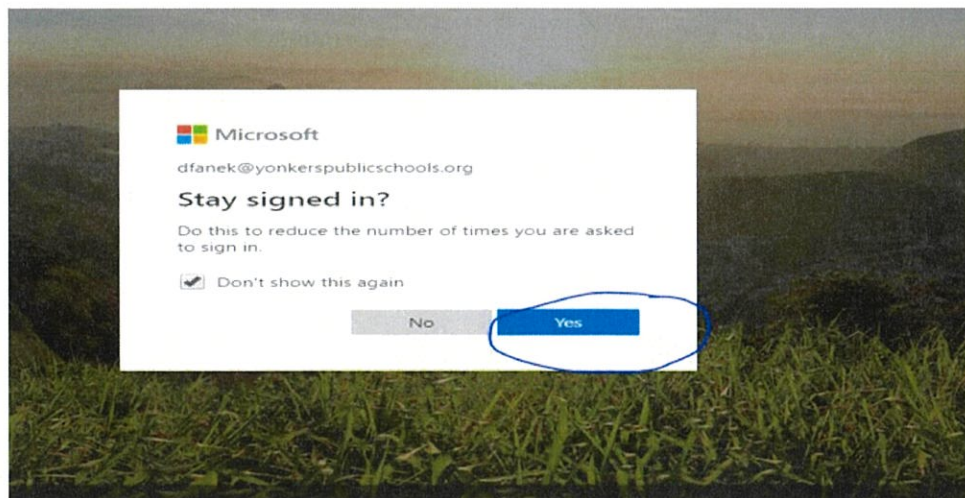 Microsoft
dfanek@yonkerspublicschools.org
Stay signed in?
Do this to reduce the number of times you are asked
to sign in.
Don't show this again
No Yes